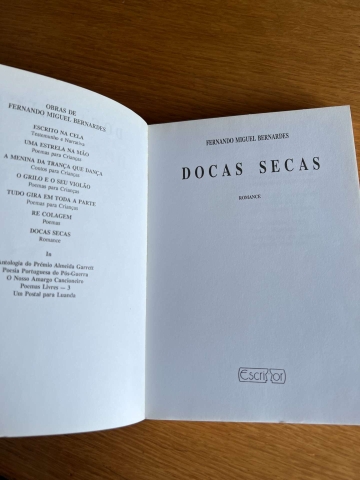 OBRAS DE
FERNANDO MIGUEL BERNARDES
ESCRITO NA CELA
Testemunho e Narrativa
UMA ESTRELA NA MÃO
Poemas para Crianças
A MENINA DA TRANÇA QUE DANÇA
Contos para Crianças
O GRILO E O SEU VIOLÃO
Poemas para Crianças
TUDO GIRA EM TODA A PARTE
Poemas para Crianças
RE COLAGEM
Poemas
DOCAS SECAS
Romance
In
Antologia do Prémio Almeida Garrett
Poesia Portuguesa do Pós-Guerra
O Nosso Amargo Cancioneiro
Poemas Livres — 3
Um Postal para Luanda
FERNANDO MIGUEL BERNARDES
DOCAS SECAS
ROMANCE
Escritor